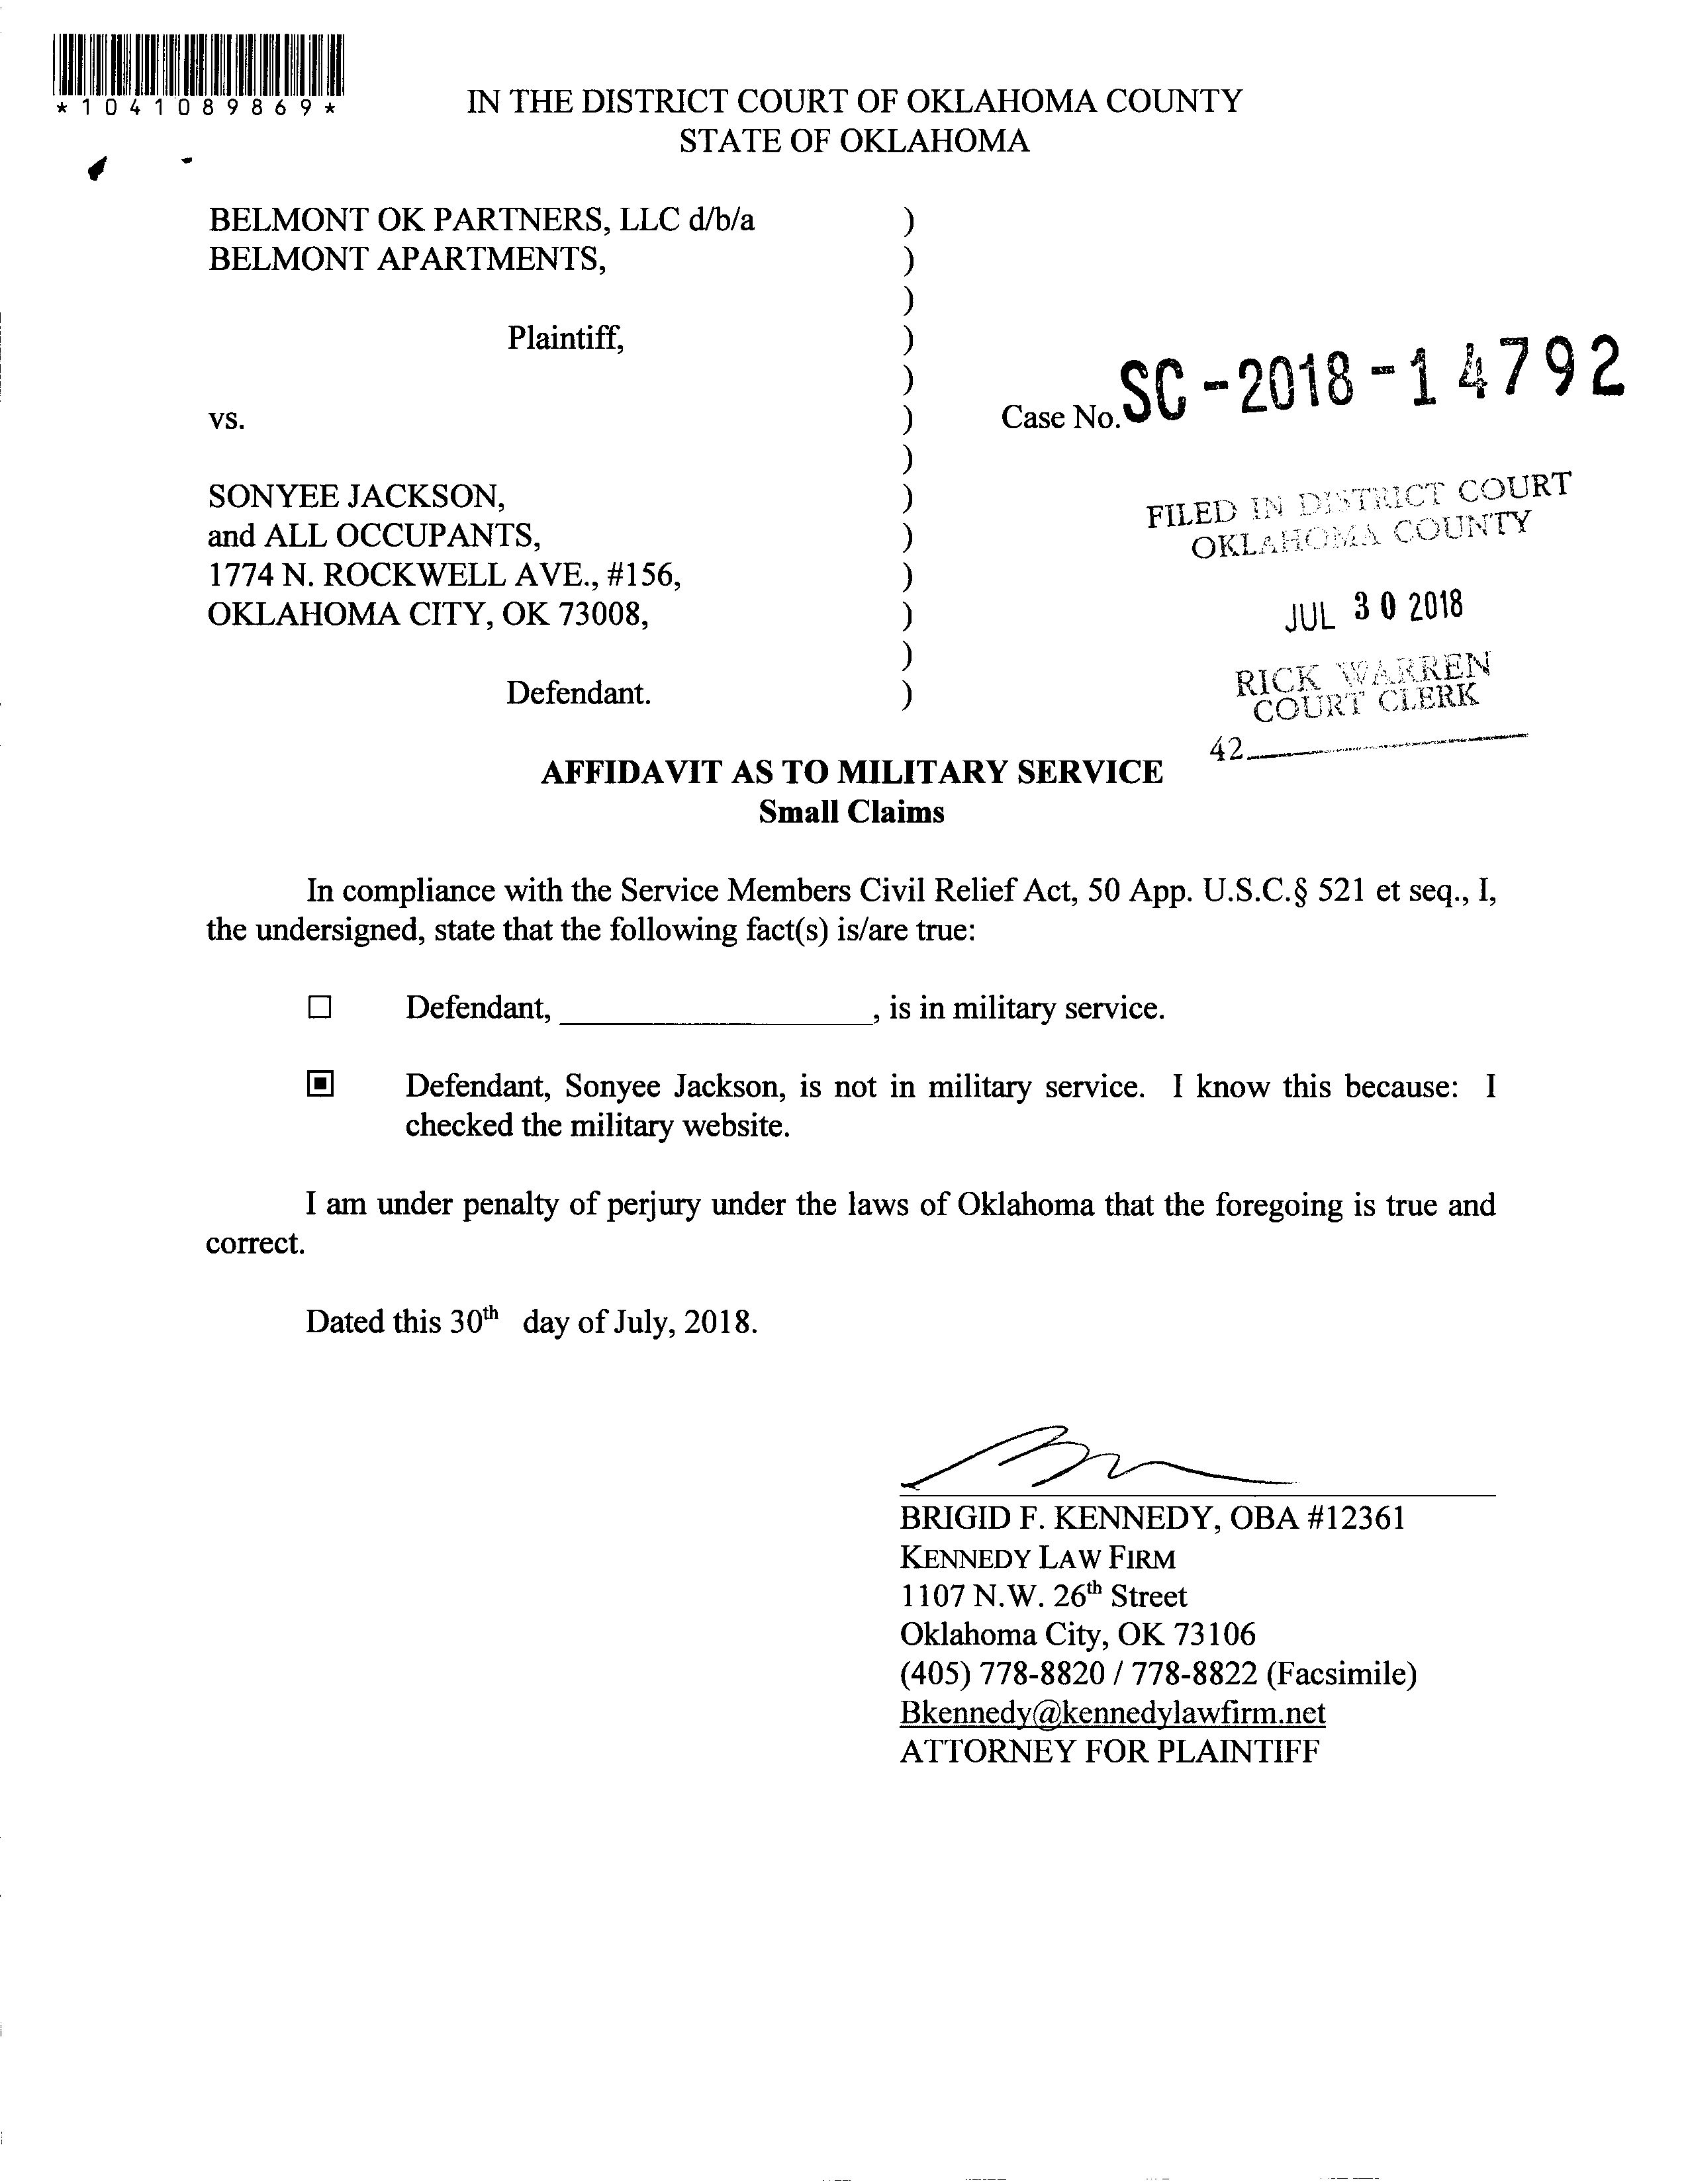 *1041089869*
IN THE DISTRICT COURT OF OKLAHOMA COUNTY
STATE OF OKLAHOMA
BELMONT OK PARTNERS, LLC d/b/a )
BELMONT APARTMENTS, )
)
Plaintiff, )
)
vs. ) Case No. SC-2018-14792
)
SONYEE JACKSON, )
and ALL OCCUPANTS, )
1774 N. ROCKWELL AVE., #156, )
OKLAHOMA CITY, OK 73008, )
)
Defendant. )
FILED IN DISTRICT COURT
OKLAHOMA COUNTY
JUL 30 2018
RICK WARREN
COURT CLERK
42
AFFIDAVIT AS TO MILITARY SERVICE
Small Claims
In compliance with the Service Members Civil Relief Act, 50 App. U.S.C.§ 521 et seq., I,
the undersigned, state that the following fact(s) is/are true:
☐ Defendant, ____________________, is in military service.
▣ Defendant, Sonyee Jackson, is not in military service. I know this because: I
checked the military website.
I am under penalty of perjury under the laws of Oklahoma that the foregoing is true and
correct.
Dated this 30th day of July, 2018.
BRIGID F. KENNEDY, OBA #12361
KENNEDY LAW FIRM
1107 N.W. 26th Street
Oklahoma City, OK 73106
(405) 778-8820 / 778-8822 (Facsimile)
Bkennedy@kennedylawfirm.net
ATTORNEY FOR PLAINTIFF